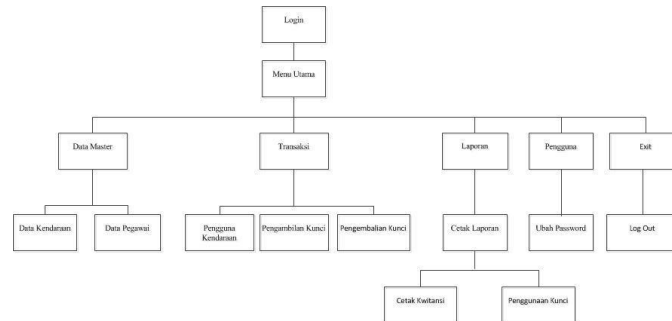 Login
Menu Utama
Data Master
Transaksi
Laporan
Pengguna
Exit
Data Kendaraan
Data Pegawai
Pengguna
Kendaraan
Pengambilan Kunci
Pengembalian Kunci
Cetak Laporan
Ubah Password
Log Out
Cetak Kwitansi
Penggunaan Kunci